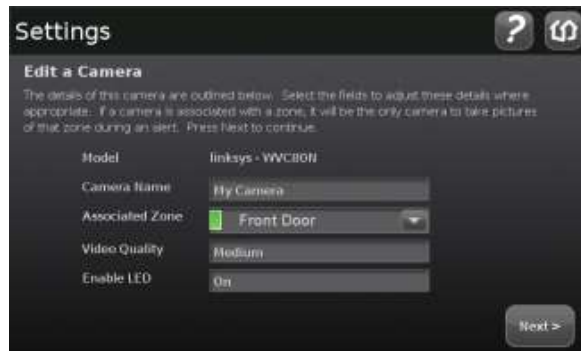 Settings
?
Edit a Camera
The details of this camera are outlined below. Select the fields to adjust these details where
appropriate. If a camera is associated with a zone, it will be the only camera to take pictures
of that zone during an alert. Press Next to continue.
Model linksys - WVC80N
Camera Name My Camera
Associated Zone Front Door
Video Quality Medium
Enable LED On
Next >